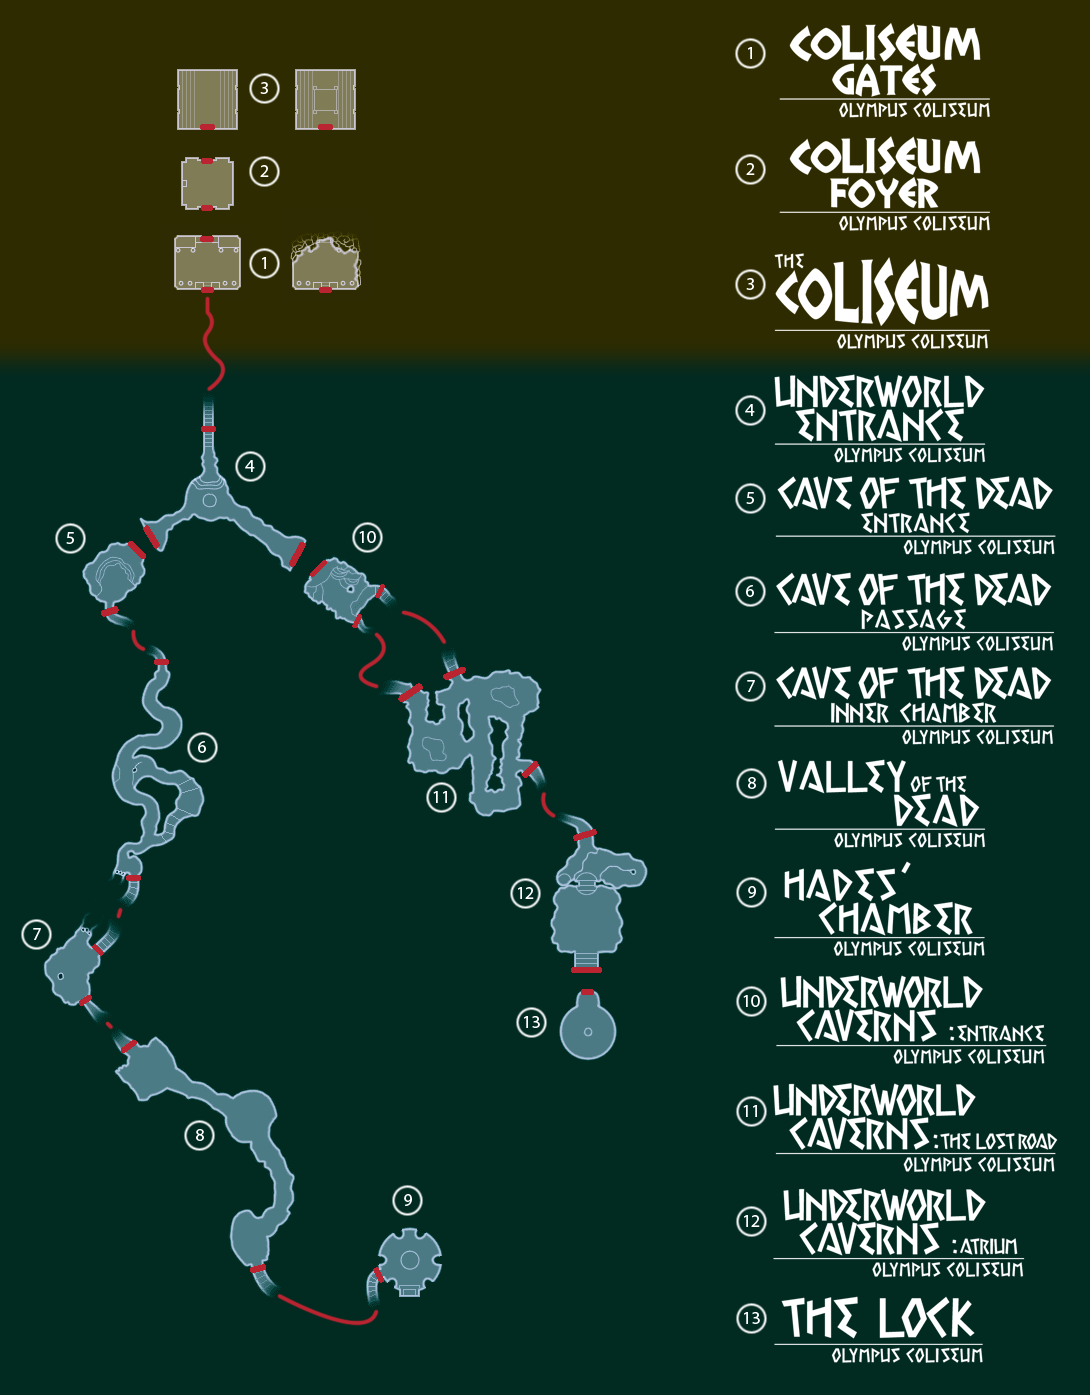 3
2
1
4
5
10
6
11
12
7
13
8
9
1 COLISEUM
GATES
OLYMPUS COLISEUM
2 COLISEUM
FOYER
OLYMPUS COLISEUM
THE
3 COLISEUM
OLYMPUS COLISEUM
4 UNDERWORLD
ENTRANCE
OLYMPUS COLISEUM
5 CAVE OF THE DEAD
ENTRANCE
OLYMPUS COLISEUM
6 CAVE OF THE DEAD
PASSAGE
OLYMPUS COLISEUM
7 CAVE OF THE DEAD
INNER CHAMBER
OLYMPUS COLISEUM
8 VALLEY OF THE
DEAD
OLYMPUS COLISEUM
9 HADES'
CHAMBER
OLYMPUS COLISEUM
10 UNDERWORLD
CAVERNS :ENTRANCE
OLYMPUS COLISEUM
11 UNDERWORLD
CAVERNS:THE LOST ROAD
OLYMPUS COLISEUM
12 UNDERWORLD
CAVERNS :ATRIUM
OLYMPUS COLISEUM
13 THE LOCK
OLYMPUS COLISEUM